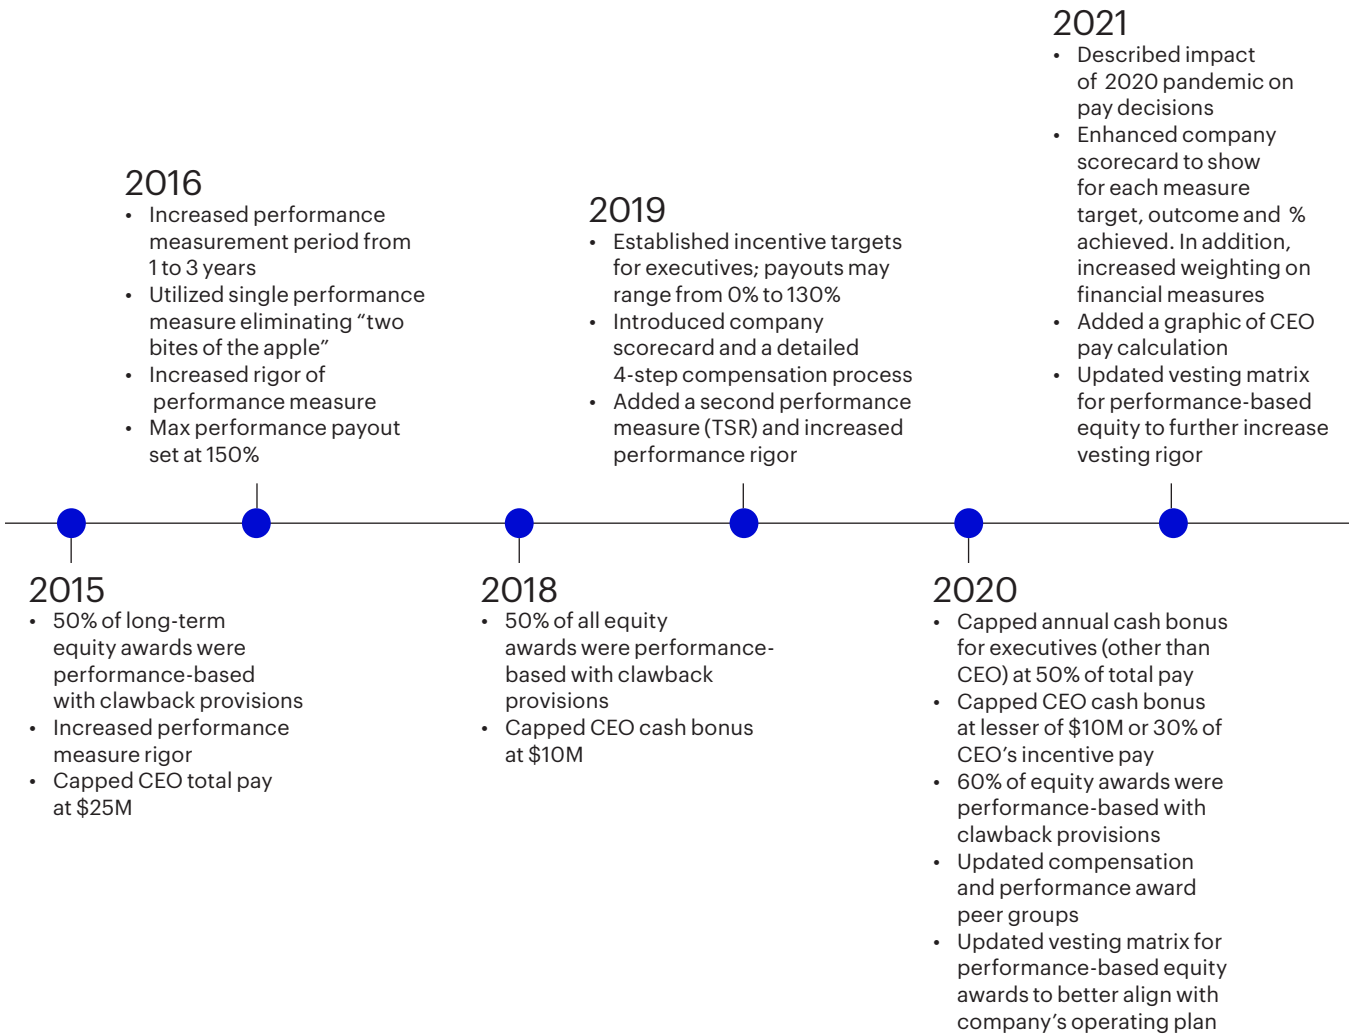 2021
• Described impact
of 2020 pandemic on
pay decisions
• Enhanced company
scorecard to show
for each measure
target, outcome and %
achieved. In addition,
increased weighting on
financial measures
• Added a graphic of CEO
pay calculation
• Updated vesting matrix
for performance-based
equity to further increase
vesting rigor
2016
• Increased performance
measurement period from
1 to 3 years
• Utilized single performance
measure eliminating “two
bites of the apple”
• Increased rigor of
performance measure
• Max performance payout
set at 150%
2019
• Established incentive targets
for executives; payouts may
range from 0% to 130%
• Introduced company
scorecard and a detailed
4-step compensation process
• Added a second performance
measure (TSR) and increased
performance rigor
2015
• 50% of long-term
equity awards were
performance-based
with clawback provisions
• Increased performance
measure rigor
• Capped CEO total pay
at $25M
2018
• 50% of all equity
awards were performance-
based with clawback
provisions
• Capped CEO cash bonus
at $10M
2020
• Capped annual cash bonus
for executives (other than
CEO) at 50% of total pay
• Capped CEO cash bonus
at lesser of $10M or 30% of
CEO’s incentive pay
• 60% of equity awards were
performance-based with
clawback provisions
• Updated compensation
and performance award
peer groups
• Updated vesting matrix for
performance-based equity
awards to better align with
company’s operating plan